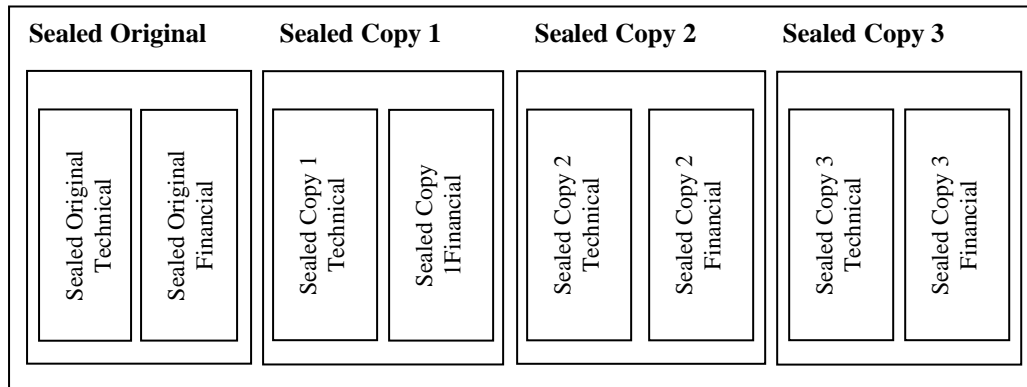 Sealed Original
Sealed Copy 1
Sealed Copy 2
Sealed Copy 3
Sealed Original
Technical
Sealed Original
Financial
Sealed Copy 1
Technical
Sealed Copy
1Financial
Sealed Copy 2
Technical
Sealed Copy 2
Financial
Sealed Copy 3
Technical
Sealed Copy 3
Financial